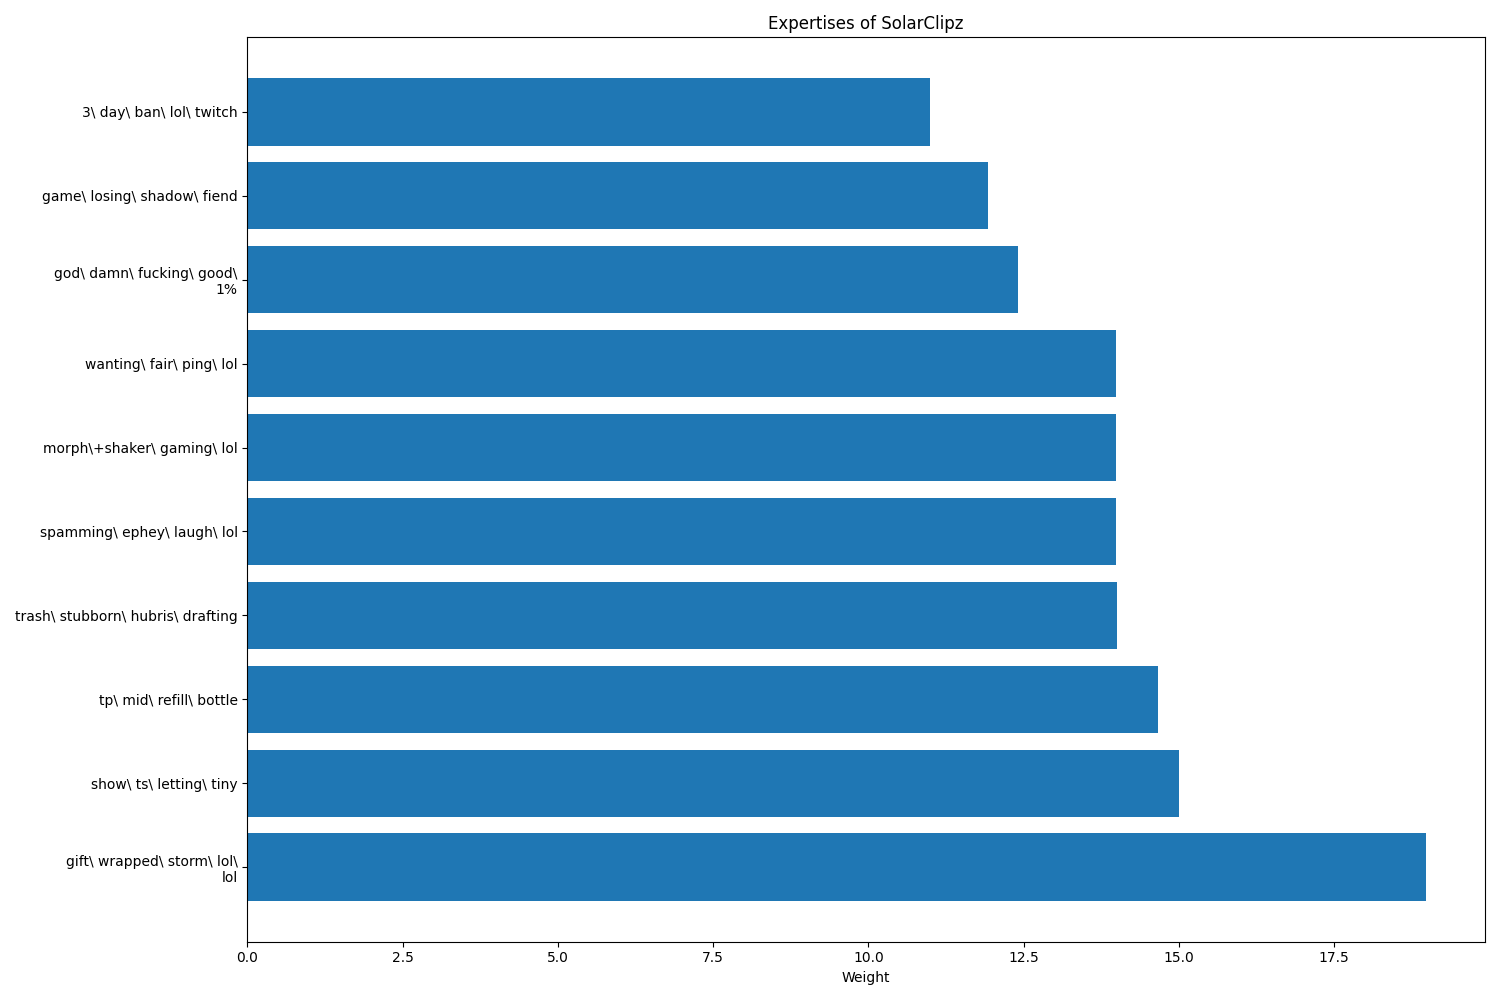 Expertises of SolarClipz
3\ day\ ban\ lol\ twitch
game\ losing\ shadow\ fiend
god\ damn\ fucking\ good\
1%
wanting\ fair\ ping\ lol
morph\+shaker\ gaming\ lol
spamming\ ephey\ laugh\ lol
trash\ stubborn\ hubris\ drafting
tp\ mid\ refill\ bottle
show\ ts\ letting\ tiny
gift\ wrapped\ storm\ lol\
lol
0.0 2.5 5.0 7.5 10.0 12.5 15.0 17.5
Weight